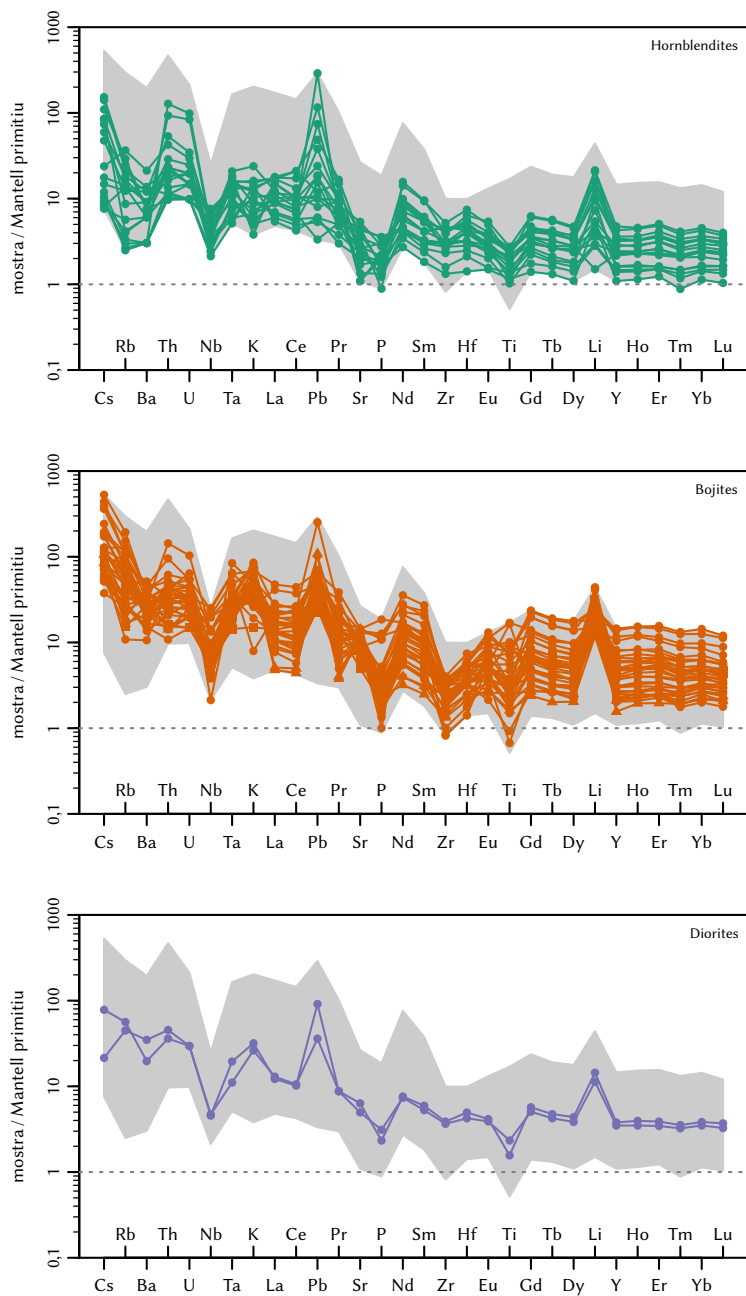 1000
Hornblendites
100
10
1
0,1
mostra / Mantell primitiu
Rb Th Nb K Ce Pr P Sm Hf Ti Tb Li Ho Tm Lu
Cs Ba U Ta La Pb Sr Nd Zr Eu Gd Dy Y Er Yb
1000
Bojites
100
10
1
0,1
mostra / Mantell primitiu
Rb Th Nb K Ce Pr P Sm Hf Ti Tb Li Ho Tm Lu
Cs Ba U Ta La Pb Sr Nd Zr Eu Gd Dy Y Er Yb
1000
Diorites
100
10
1
0,1
mostra / Mantell primitiu
Rb Th Nb K Ce Pr P Sm Hf Ti Tb Li Ho Tm Lu
Cs Ba U Ta La Pb Sr Nd Zr Eu Gd Dy Y Er Yb